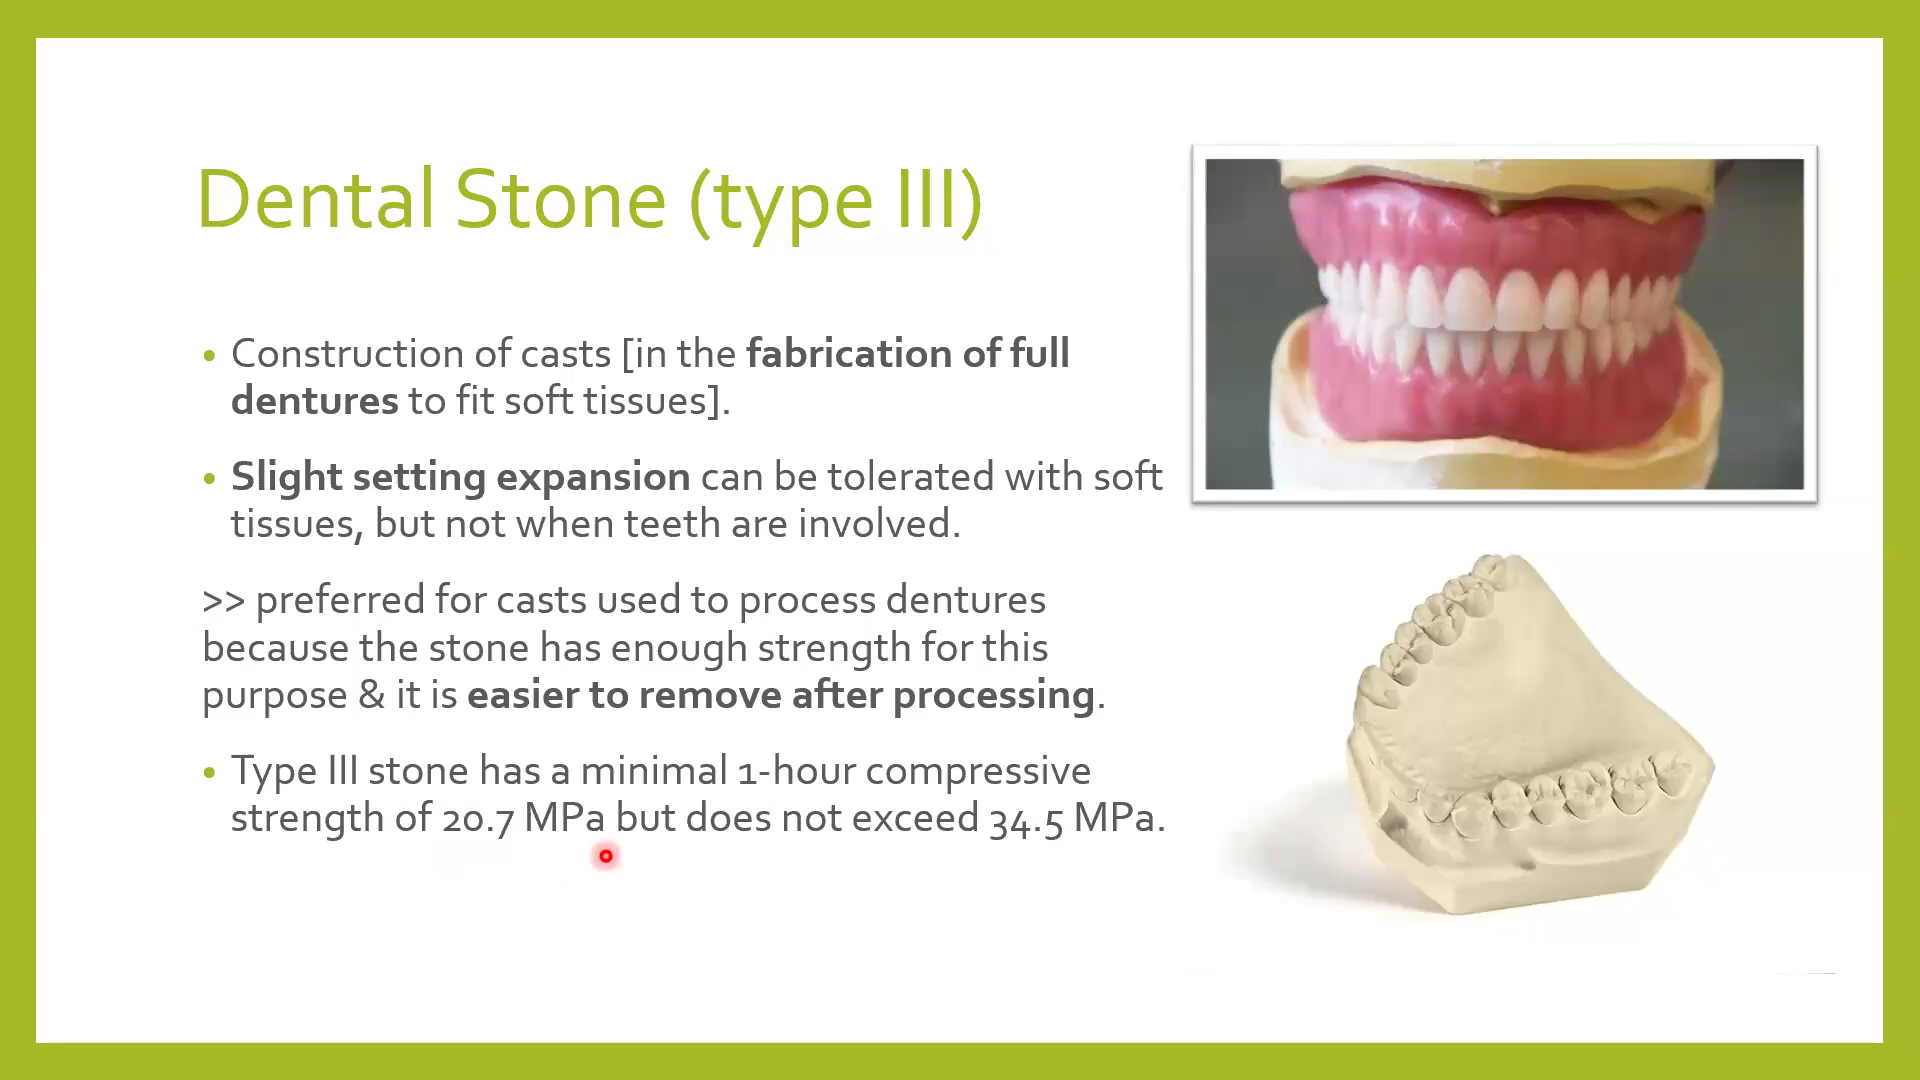 Dental Stone (type III)
• Construction of casts [in the fabrication of full
dentures to fit soft tissues].
• Slight setting expansion can be tolerated with soft
tissues, but not when teeth are involved.
>> preferred for casts used to process dentures
because the stone has enough strength for this
purpose & it is easier to remove after processing.
• Type III stone has a minimal 1-hour compressive
strength of 20.7 MPa but does not exceed 34.5 MPa.